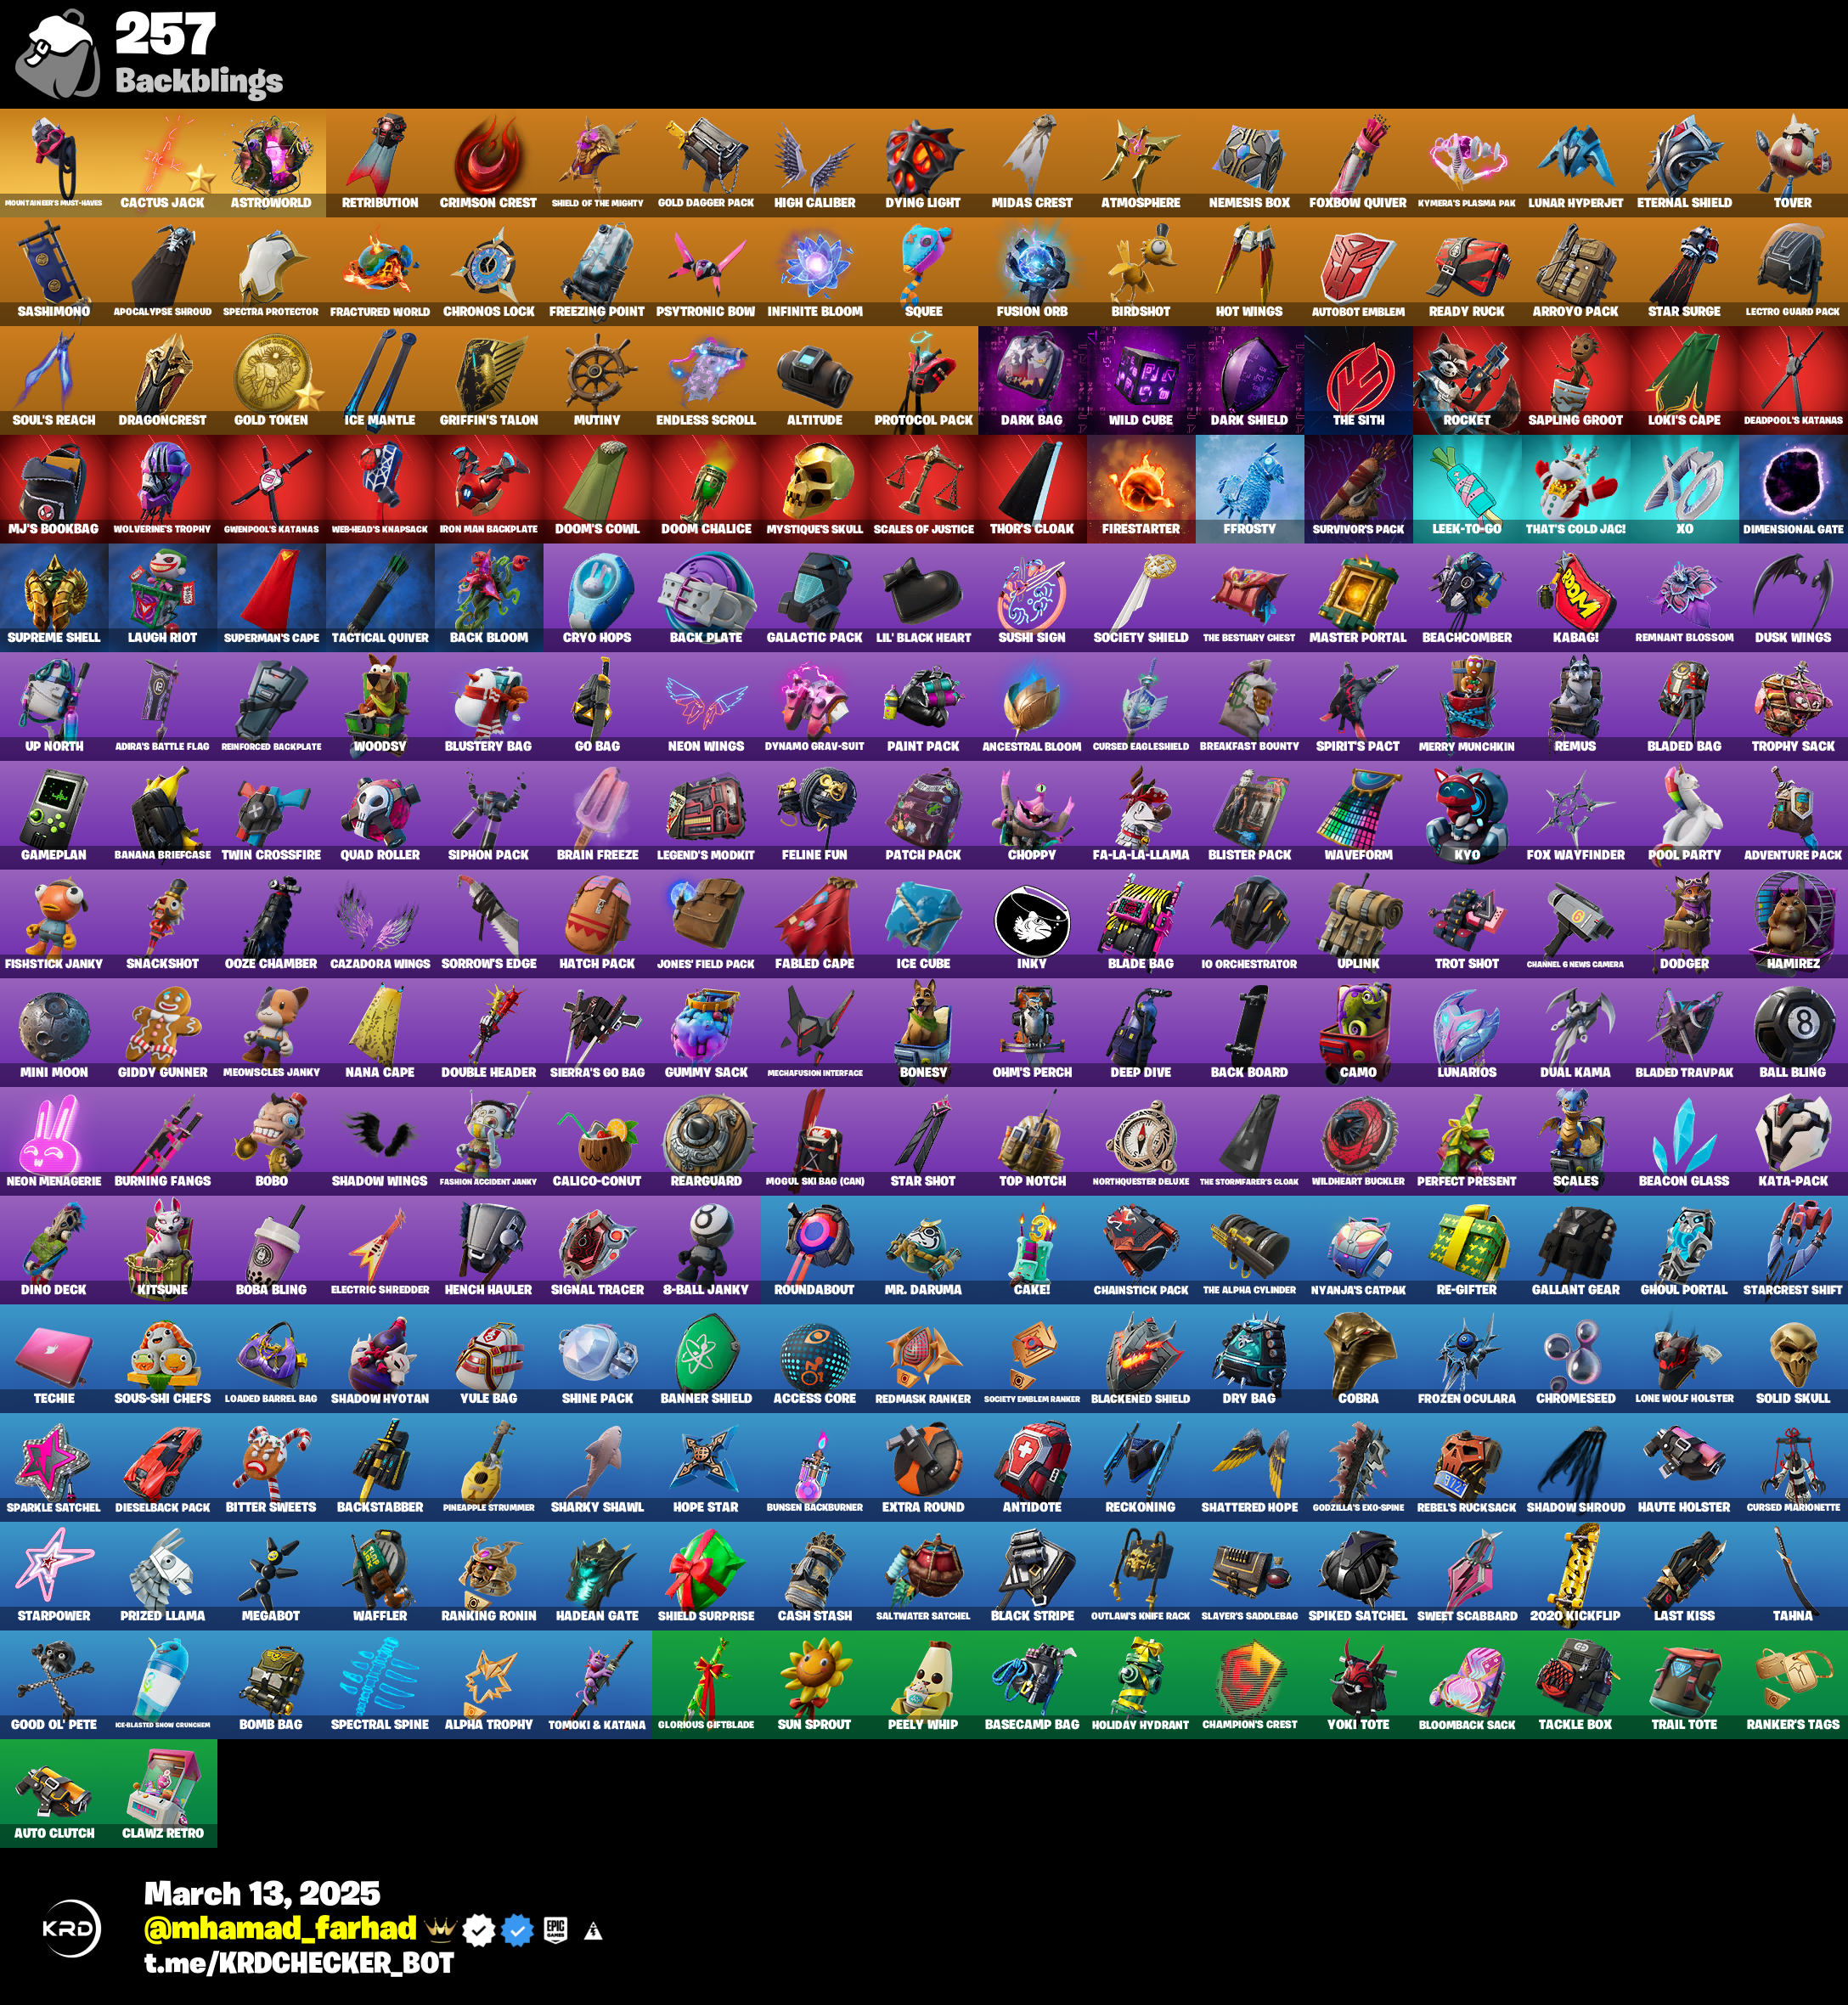 257
Backblings
MOUNTAINEER'S MUST-HAVES CACTUS JACK ASTROWORLD RETRIBUTION CRIMSON CREST SHIELD OF THE MIGHTY GOLD DAGGER PACK HIGH CALIBER DYING LIGHT MIDAS CREST ATMOSPHERE NEMESIS BOX FOXBOW QUIVER KYMERA'S PLASMA PAK LUNAR HYPERJET ETERNAL SHIELD TOVER
SASHIMONO APOCALYPSE SHROUD SPECTRA PROTECTOR FRACTURED WORLD CHRONOS LOCK FREEZING POINT PSYTRONIC BOW INFINITE BLOOM SQUEE FUSION ORB BIRDSHOT HOT WINGS AUTOBOT EMBLEM READY RUCK ARROYO PACK STAR SURGE LECTRO GUARD PACK
SOUL'S REACH DRAGONCREST GOLD TOKEN ICE MANTLE GRIFFIN'S TALON MUTINY ENDLESS SCROLL ALTITUDE PROTOCOL PACK DARK BAG WILD CUBE DARK SHIELD THE SITH ROCKET SAPLING GROOT LOKI'S CAPE DEADPOOL'S KATANAS
MJ'S BOOKBAG WOLVERINE'S TROPHY GWENPOOL'S KATANAS WEB-HEAD'S KNAPSACK IRON MAN BACKPLATE DOOM'S COWL DOOM CHALICE MYSTIQUE'S SKULL SCALES OF JUSTICE THOR'S CLOAK FIRESTARTER FFROSTY SURVIVOR'S PACK LEEK-TO-GO THAT'S COLD JAC! XO DIMENSIONAL GATE
SUPREME SHELL LAUGH RIOT SUPERMAN'S CAPE TACTICAL QUIVER BACK BLOOM CRYO HOPS BACK PLATE GALACTIC PACK LIL' BLACK HEART SUSHI SIGN SOCIETY SHIELD THE BESTIARY CHEST MASTER PORTAL BEACHCOMBER KABAG! REMNANT BLOSSOM DUSK WINGS
UP NORTH ADIRA'S BATTLE FLAG REINFORCED BACKPLATE WOODSY BLUSTERY BAG GO BAG NEON WINGS DYNAMO GRAV-SUIT PAINT PACK ANCESTRAL BLOOM CURSED EAGLESHIELD BREAKFAST BOUNTY SPIRIT'S PACT MERRY MUNCHKIN REMUS BLADED BAG TROPHY SACK
GAMEPLAN BANANA BRIEFCASE TWIN CROSSFIRE QUAD ROLLER SIPHON PACK BRAIN FREEZE LEGEND'S MODKIT FELINE FUN PATCH PACK CHOPPY FA-LA-LA-LLAMA BLISTER PACK WAVEFORM KYO FOX WAYFINDER POOL PARTY ADVENTURE PACK
FISHSTICK JANKY SNACKSHOT OOZE CHAMBER CAZADORA WINGS SORROW'S EDGE HATCH PACK JONES' FIELD PACK FABLED CAPE ICE CUBE INKY BLADE BAG IO ORCHESTRATOR UPLINK TROT SHOT CHANNEL 6 NEWS CAMERA DODGER HAMIREZ
MINI MOON GIDDY GUNNER MEOWSCLES JANKY NANA CAPE DOUBLE HEADER SIERRA'S GO BAG GUMMY SACK MECHAFUSION INTERFACE BONESY OHM'S PERCH DEEP DIVE BACK BOARD CAMO LUNARIOS DUAL KAMA BLADED TRAVPAK BALL BLING
NEON MENAGERIE BURNING FANGS BOBO SHADOW WINGS FASHION ACCIDENT JANKY CALICO-CONUT REARGUARD MOGUL SKI BAG (CAN) STAR SHOT TOP NOTCH NORTHQUESTER DELUXE THE STORMFARER'S CLOAK WILDHEART BUCKLER PERFECT PRESENT SCALES BEACON GLASS KATA-PACK
DINO DECK KITSUNE BOBA BLING ELECTRIC SHREDDER HENCH HAULER SIGNAL TRACER 8-BALL JANKY ROUNDABOUT MR. DARUMA CAKE! CHAINSTICK PACK THE ALPHA CYLINDER NYANJA'S CATPAK RE-GIFTER GALLANT GEAR GHOUL PORTAL STARCREST SHIFT
TECHIE SOUS-SHI CHEFS LOADED BARREL BAG SHADOW HYOTAN YULE BAG SHINE PACK BANNER SHIELD ACCESS CORE REDMASK RANKER SOCIETY EMBLEM RANKER BLACKENED SHIELD DRY BAG COBRA FROZEN OCULARA CHROMESEED LONE WOLF HOLSTER SOLID SKULL
SPARKLE SATCHEL DIESELBACK PACK BITTER SWEETS BACKSTABBER PINEAPPLE STRUMMER SHARKY SHAWL HOPE STAR BUNSEN BACKBURNER EXTRA ROUND ANTIDOTE RECKONING SHATTERED HOPE GODZILLA'S EXO-SPINE REBEL'S RUCKSACK SHADOW SHROUD HAUTE HOLSTER CURSED MARIONETTE
STARPOWER PRIZED LLAMA MEGABOT WAFFLER RANKING RONIN HADEAN GATE SHIELD SURPRISE CASH STASH SALTWATER SATCHEL BLACK STRIPE OUTLAW'S KNIFE RACK SLAYER'S SADDLEBAG SPIKED SATCHEL SWEET SCABBARD 2020 KICKFLIP LAST KISS TAHNA
GOOD OL' PETE ICE-BLASTED SNOW CRUNCHEM BOMB BAG SPECTRAL SPINE ALPHA TROPHY TOMOKI & KATANA GLORIOUS GIFTBLADE SUN SPROUT PEELY WHIP BASECAMP BAG HOLIDAY HYDRANT CHAMPION'S CREST YOKI TOTE BLOOMBACK SACK TACKLE BOX TRAIL TOTE RANKER'S TAGS
AUTO CLUTCH CLAWZ RETRO
March 13, 2025
KRD
@mhamad_farhad EPIC GAMES
t.me/KRDCHECKER_BOT